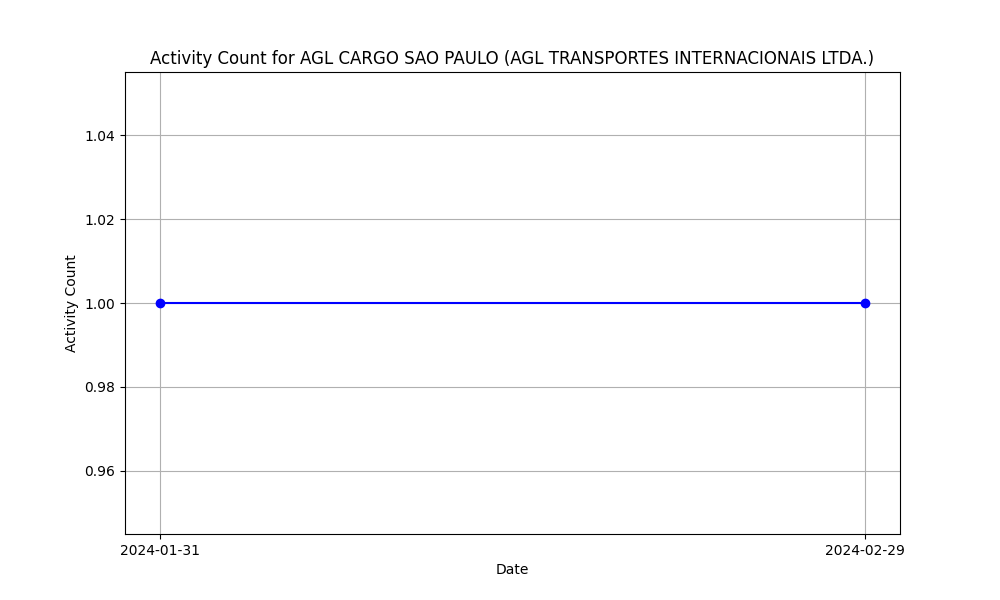 Activity Count for AGL CARGO SAO PAULO (AGL TRANSPORTES INTERNACIONAIS LTDA.)
1.04
1.02
1.00
0.98
0.96
Activity Count
2024-01-31
2024-02-29
Date